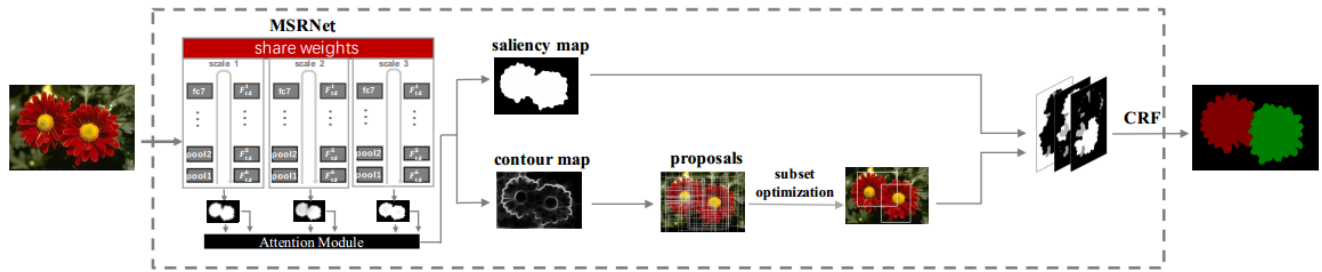 MSRNet
share weights
scale 1 scale 2 scale 3
fc7 fc7 fc7
pool2 pool2 pool2
pool1 pool1 pool1
Attention Module
saliency map
contour map
proposals
subset
optimization
CRF